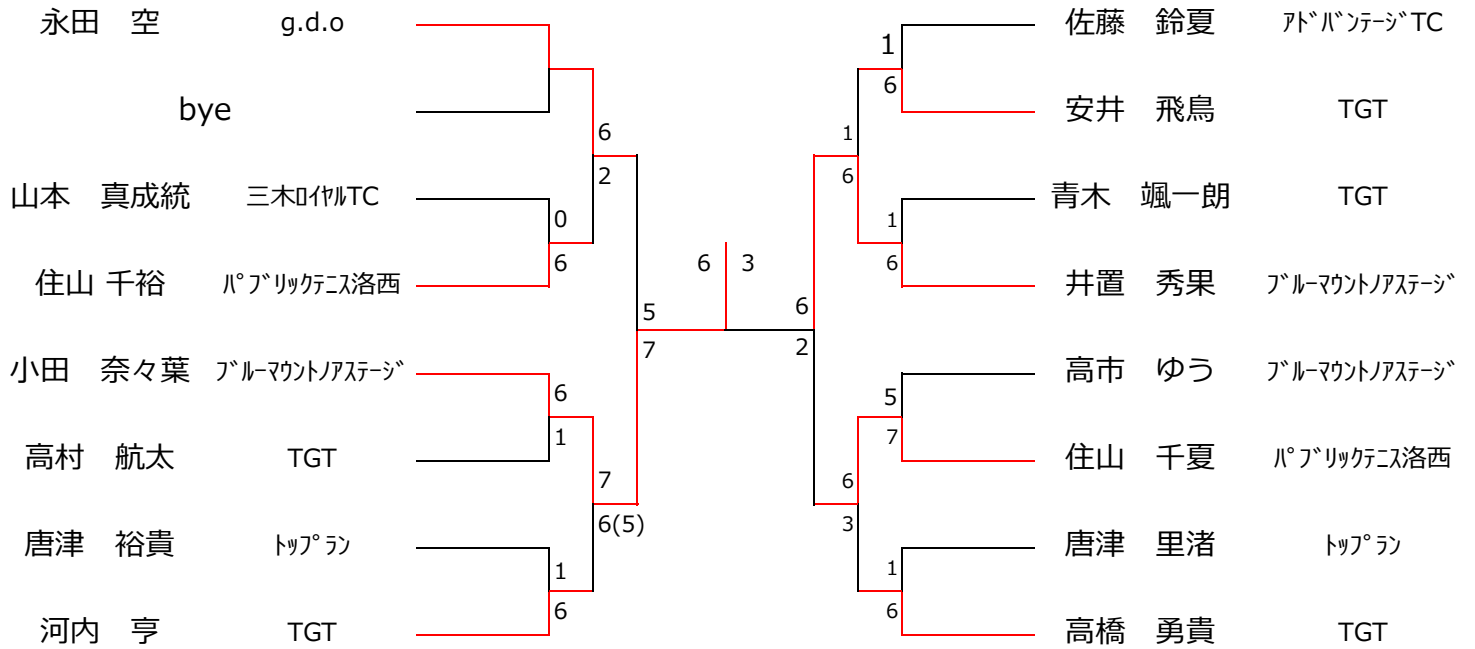 永田　空 g.d.o
bye
6
2
山本　真成統 三木ﾛｲﾔﾙTC
0
6
住山 千裕 ﾊﾟﾌﾞﾘｯｸﾃﾆｽ洛西
5
7
小田　奈々葉 ﾌﾞﾙｰﾏｳﾝﾄﾉｱｽﾃｰｼﾞ
6
1
高村　航太 TGT
7
6(5)
唐津　裕貴 ﾄｯﾌﾟﾗﾝ
1
6
河内　亨 TGT
6 3
佐藤　鈴夏 ｱﾄﾞﾊﾞﾝﾃｰｼﾞTC
1
6
安井　飛鳥 TGT
1
6
青木　颯一朗 TGT
1
6
井置　秀果 ﾌﾞﾙｰﾏｳﾝﾄﾉｱｽﾃｰｼﾞ
6
2
高市　ゆう ﾌﾞﾙｰﾏｳﾝﾄﾉｱｽﾃｰｼﾞ
5
7
住山　千夏 ﾊﾟﾌﾞﾘｯｸﾃﾆｽ洛西
6
3
唐津　里渚 ﾄｯﾌﾟﾗﾝ
1
6
高橋　勇貴 TGT